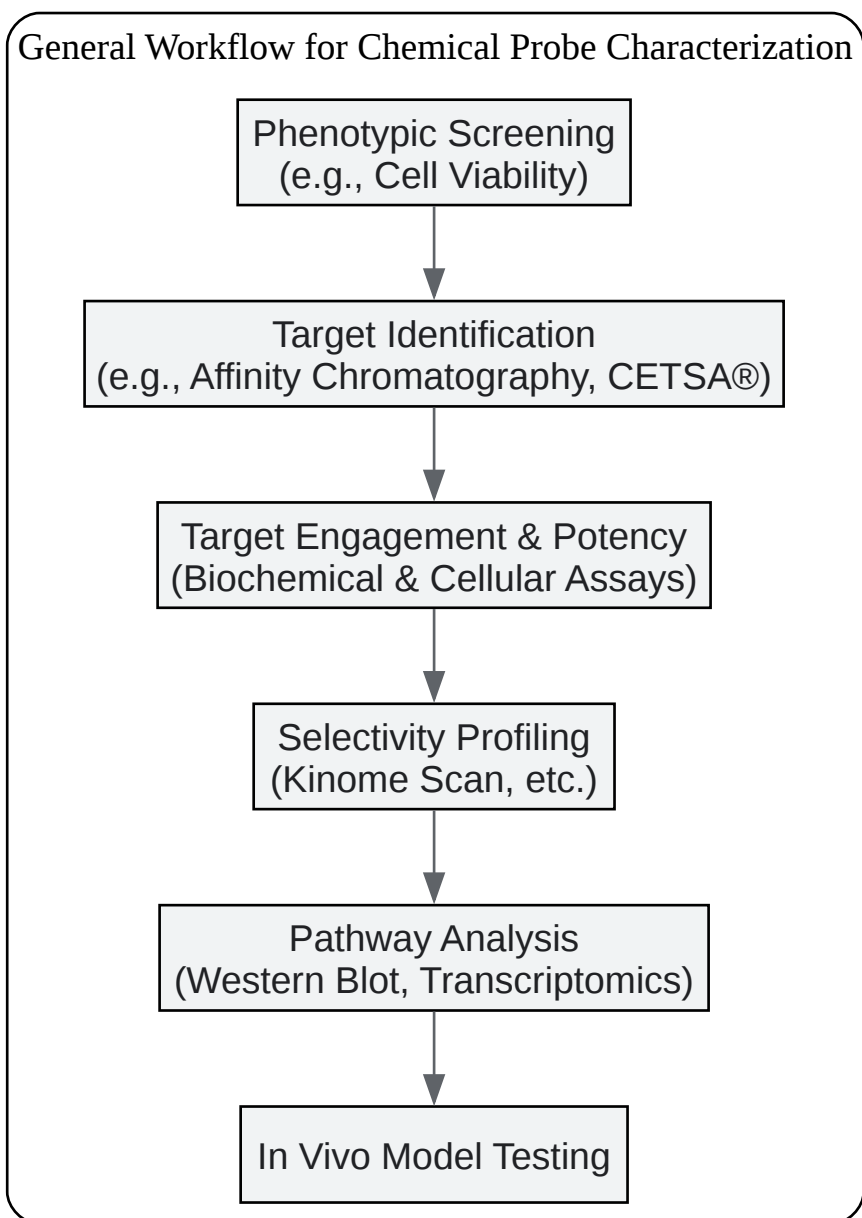 General Workflow for Chemical Probe Characterization
Phenotypic Screening
(e.g., Cell Viability)
Target Identification
(e.g., Affinity Chromatography, CETSA®)
Target Engagement & Potency
(Biochemical & Cellular Assays)
Selectivity Profiling
(Kinome Scan, etc.)
Pathway Analysis
(Western Blot, Transcriptomics)
In Vivo Model Testing